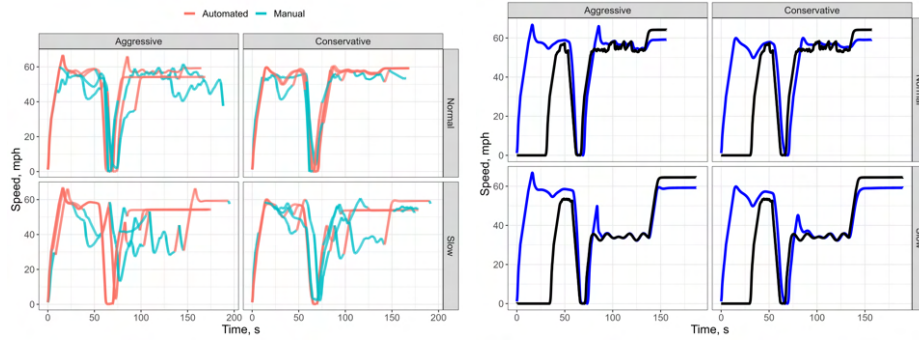 Automated Manual
Aggressive Conservative
Normal
Slow
Speed, mph
60
40
20
0
60
40
20
0
0 50 100 150 200 0 50 100 150 200
Time, s
Aggressive Conservative
Speed, mph
60
40
20
0
60
40
20
0
0 50 100 150 0 50 100 150
Time, s